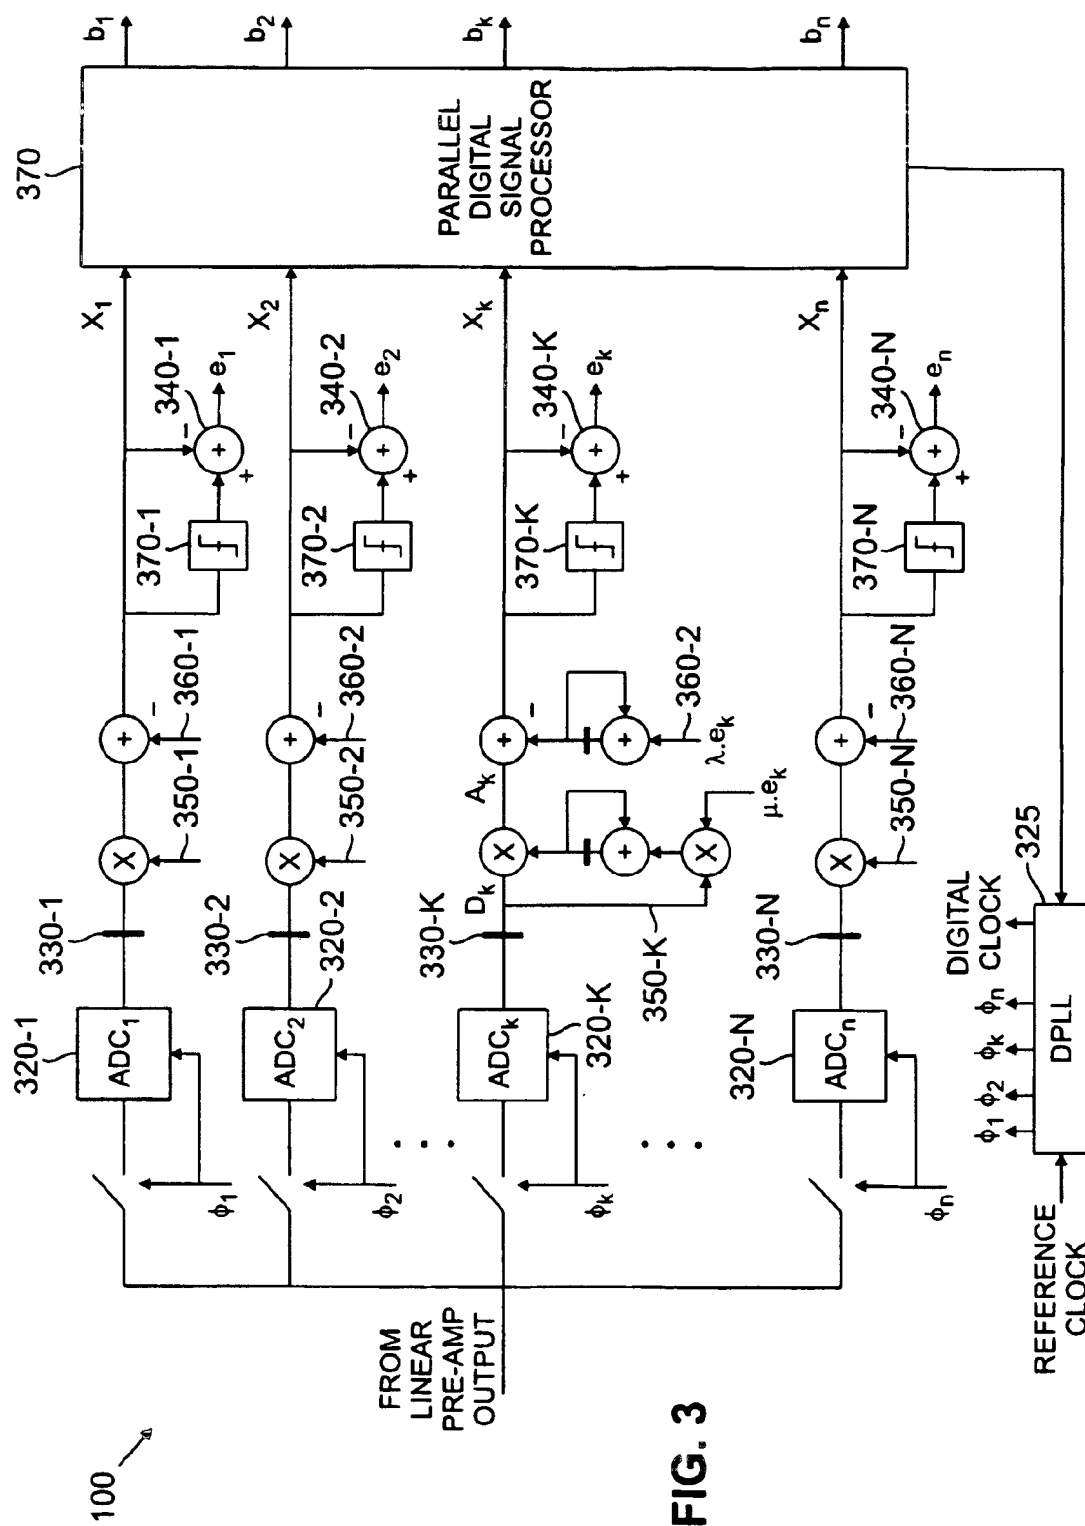 100
FROM
LINEAR
PRE-AMP
OUTPUT
ϕ1
320-1
ADC1
330-1
350-1
360-1
−
370-1
340-1
−
+
+
X
+
e1
X1
b1
ϕ2
ADC2
330-2
320-2
350-2
360-2
−
370-2
340-2
−
+
+
X
+
e2
X2
b2
• • •
ϕk
ADCk
320-K
330-K
350-K
Dk
X
+
X
μ.ek
Ak
+
−
+
λ.ek
360-2
370-K
340-K
−
+
+
ek
Xk
bk
• • •
ϕn
320-N
ADCn
330-N
350-N
X
+
−
360-N
370-N
340-N
−
+
+
en
Xn
bn
370
PARALLEL
DIGITAL
SIGNAL
PROCESSOR
REFERENCE
CLOCK
DPLL
325
ϕ1 ϕ2 ϕk ϕn
DIGITAL
CLOCK
FIG. 3